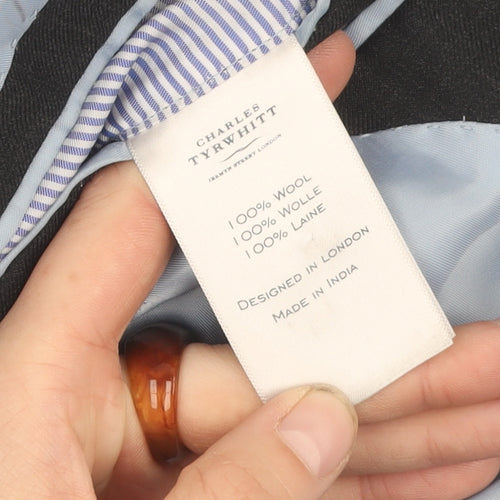 CHARLES
TYRWHITT
JERMYN STREET LONDON
100% WOOL
100% WOLLE
100% LAINE
DESIGNED IN LONDON
MADE IN INDIA